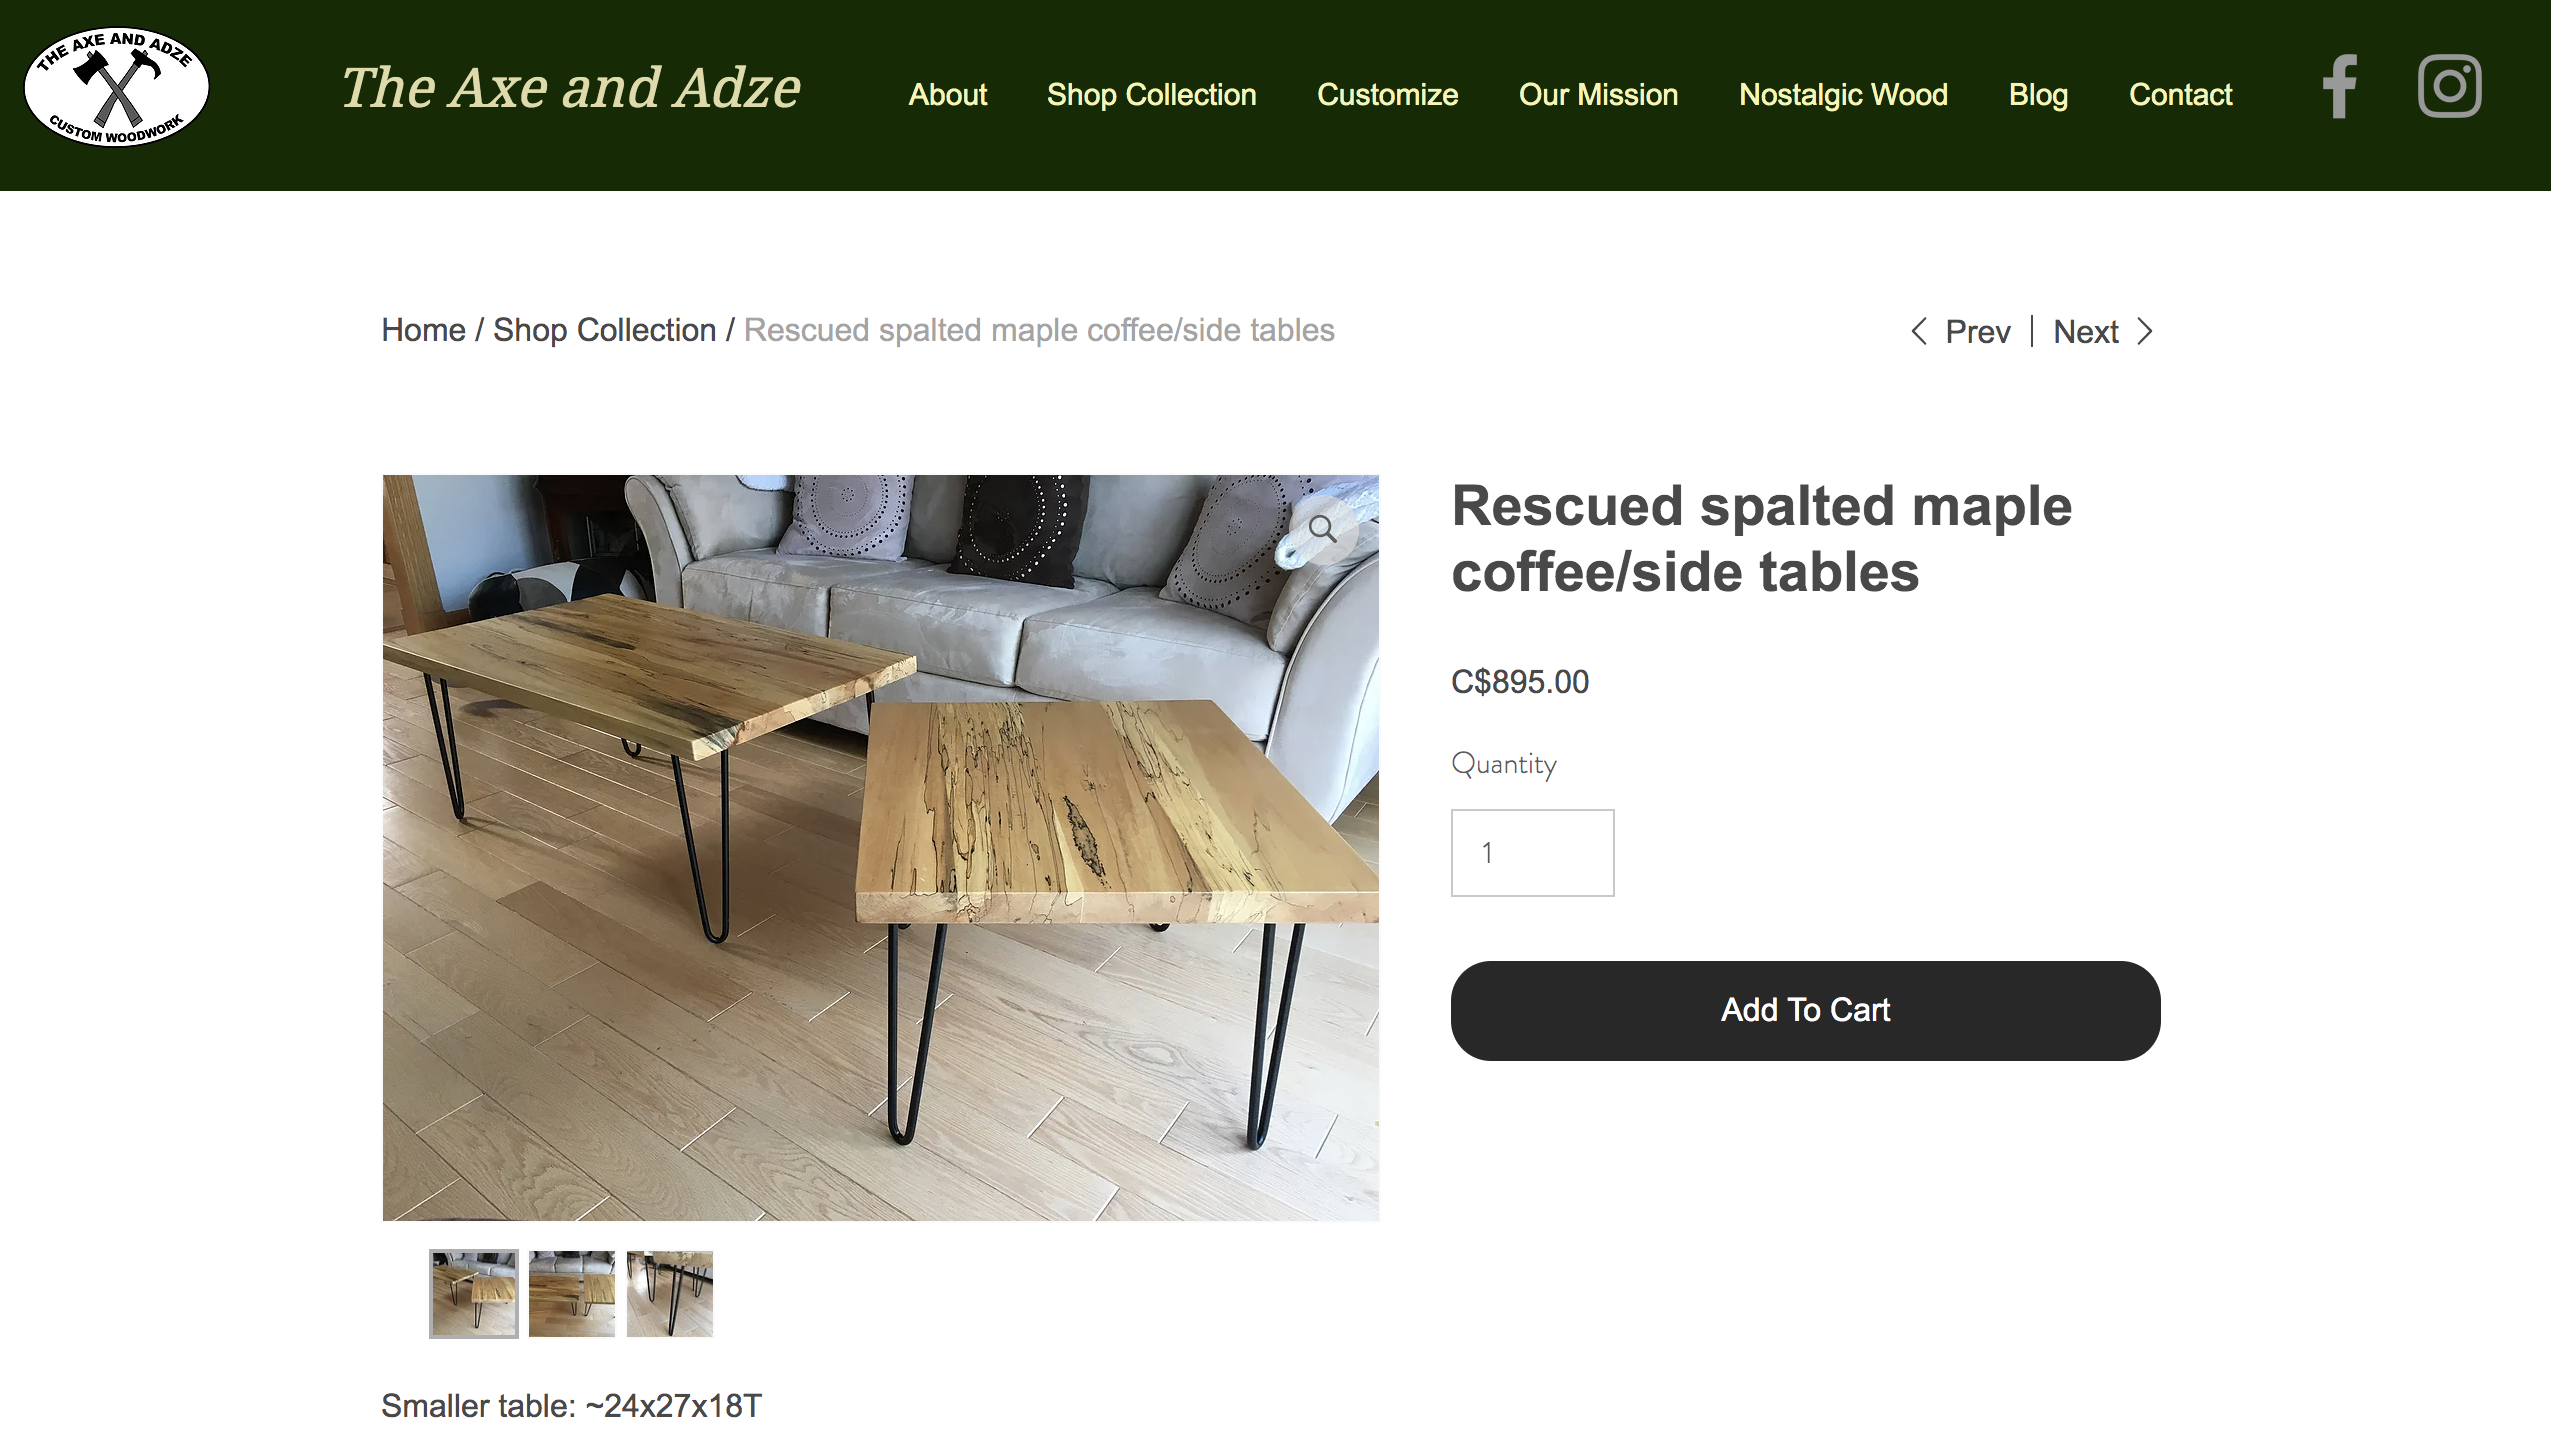 THE AXE AND ADZE
CUSTOM WOODWORK
The Axe and Adze
About Shop Collection Customize Our Mission Nostalgic Wood Blog Contact
Home / Shop Collection / Rescued spalted maple coffee/side tables
Prev | Next
Rescued spalted maple
coffee/side tables
C$895.00
Quantity
1
Add To Cart
Smaller table: ~24x27x18T